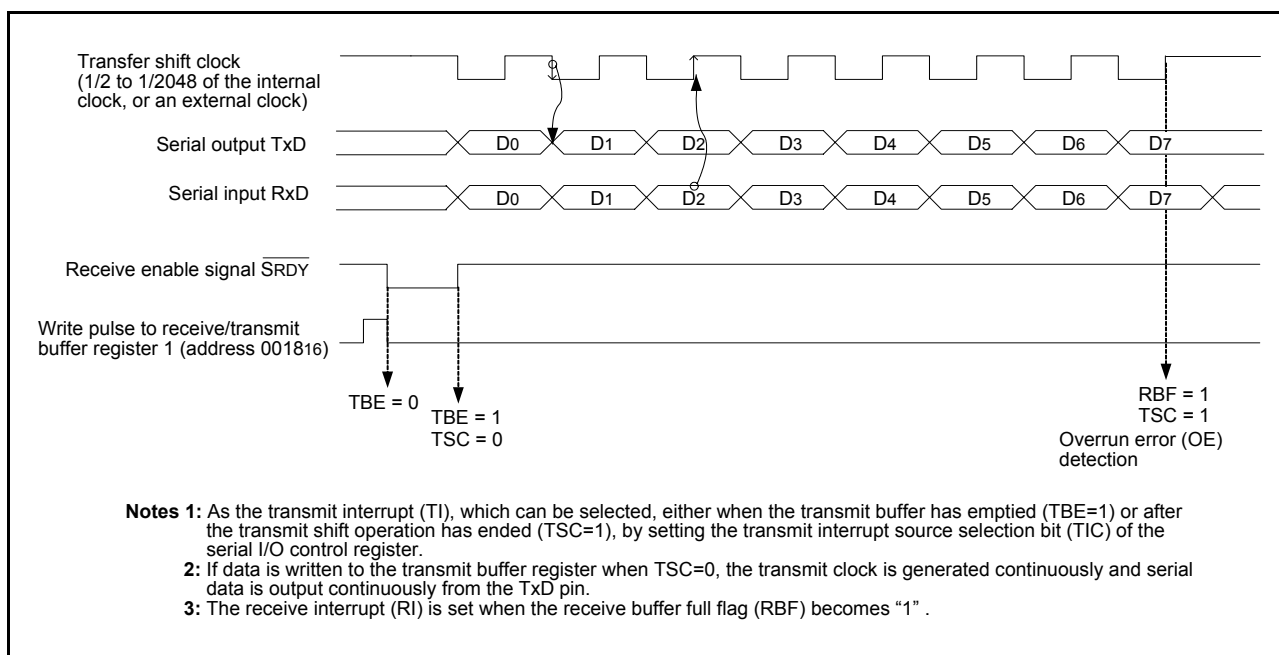 Transfer shift clock
(1/2 to 1/2048 of the internal
clock, or an external clock)
Serial output TxD
D0 D1 D2 D3 D4 D5 D6 D7
Serial input RxD
D0 D1 D2 D3 D4 D5 D6 D7
Receive enable signal SRDY
Write pulse to receive/transmit
buffer register 1 (address 001816)
TBE = 0
TBE = 1
TSC = 0
RBF = 1
TSC = 1
Overrun error (OE)
detection
Notes 1: As the transmit interrupt (TI), which can be selected, either when the transmit buffer has emptied (TBE=1) or after
the transmit shift operation has ended (TSC=1), by setting the transmit interrupt source selection bit (TIC) of the
serial I/O control register.
2: If data is written to the transmit buffer register when TSC=0, the transmit clock is generated continuously and serial
data is output continuously from the TxD pin.
3: The receive interrupt (RI) is set when the receive buffer full flag (RBF) becomes “1” .